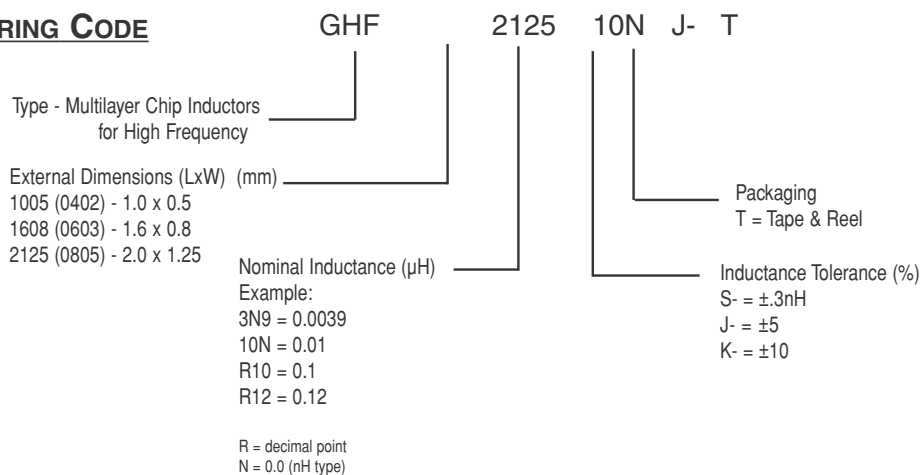 RING CODE
GHF 2125 10N J- T
Type - Multilayer Chip Inductors
for High Frequency
External Dimensions (LxW) (mm)
1005 (0402) - 1.0 x 0.5
1608 (0603) - 1.6 x 0.8
2125 (0805) - 2.0 x 1.25
Nominal Inductance (µH)
Example:
3N9 = 0.0039
10N = 0.01
R10 = 0.1
R12 = 0.12
R = decimal point
N = 0.0 (nH type)
Packaging
T = Tape & Reel
Inductance Tolerance (%)
S- = ±.3nH
J- = ±5
K- = ±10